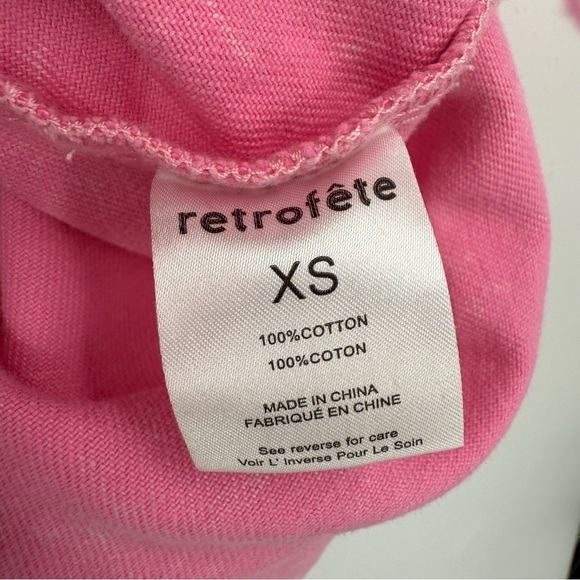 retrofête
XS
100%COTTON
100%COTON
MADE IN CHINA
FABRIQUÉ EN CHINE
See reverse for care
Voir L' Inverse Pour Le Soin